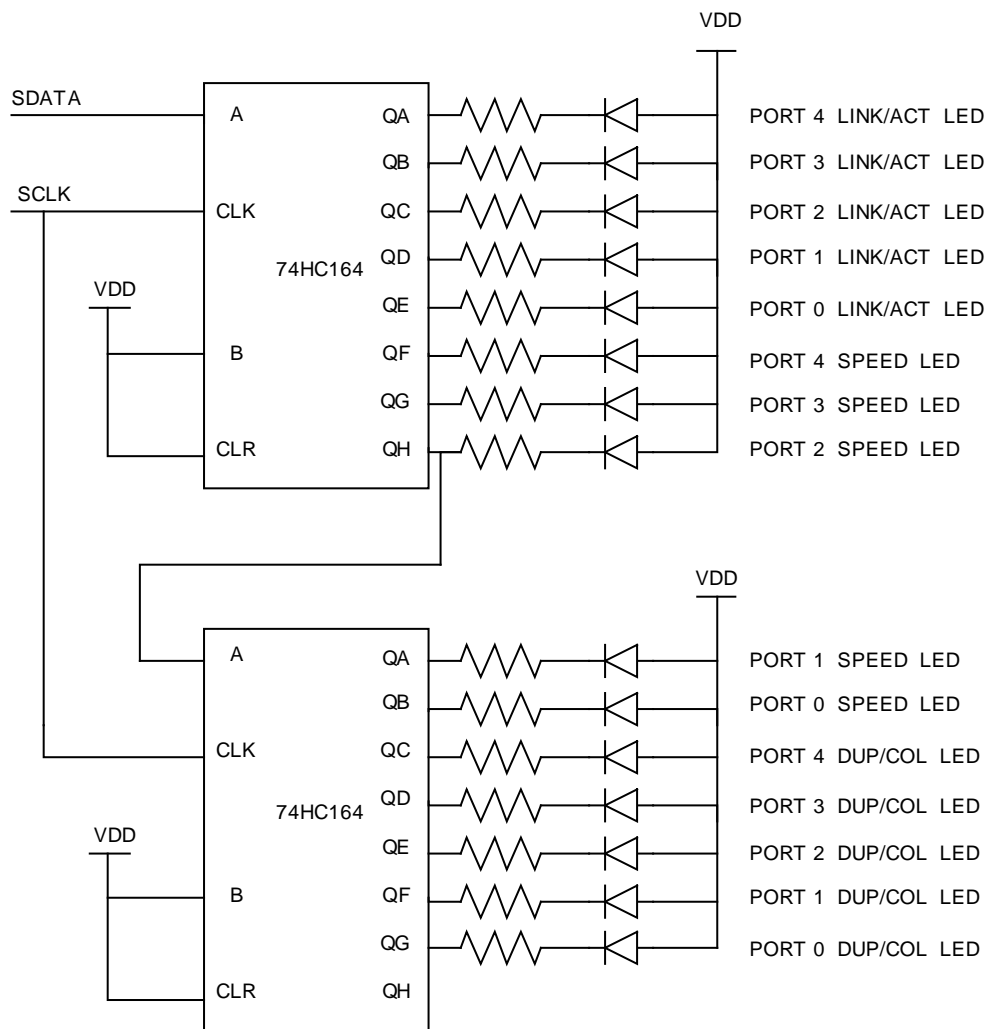 VDD
SDATA
A QA PORT 4 LINK/ACT LED
QB PORT 3 LINK/ACT LED
SCLK
CLK QC PORT 2 LINK/ACT LED
QD PORT 1 LINK/ACT LED
74HC164
VDD
QE PORT 0 LINK/ACT LED
B QF PORT 4 SPEED LED
QG PORT 3 SPEED LED
CLR QH PORT 2 SPEED LED
VDD
A QA PORT 1 SPEED LED
QB PORT 0 SPEED LED
CLK QC PORT 4 DUP/COL LED
QD PORT 3 DUP/COL LED
74HC164
VDD
QE PORT 2 DUP/COL LED
B QF PORT 1 DUP/COL LED
QG PORT 0 DUP/COL LED
CLR QH